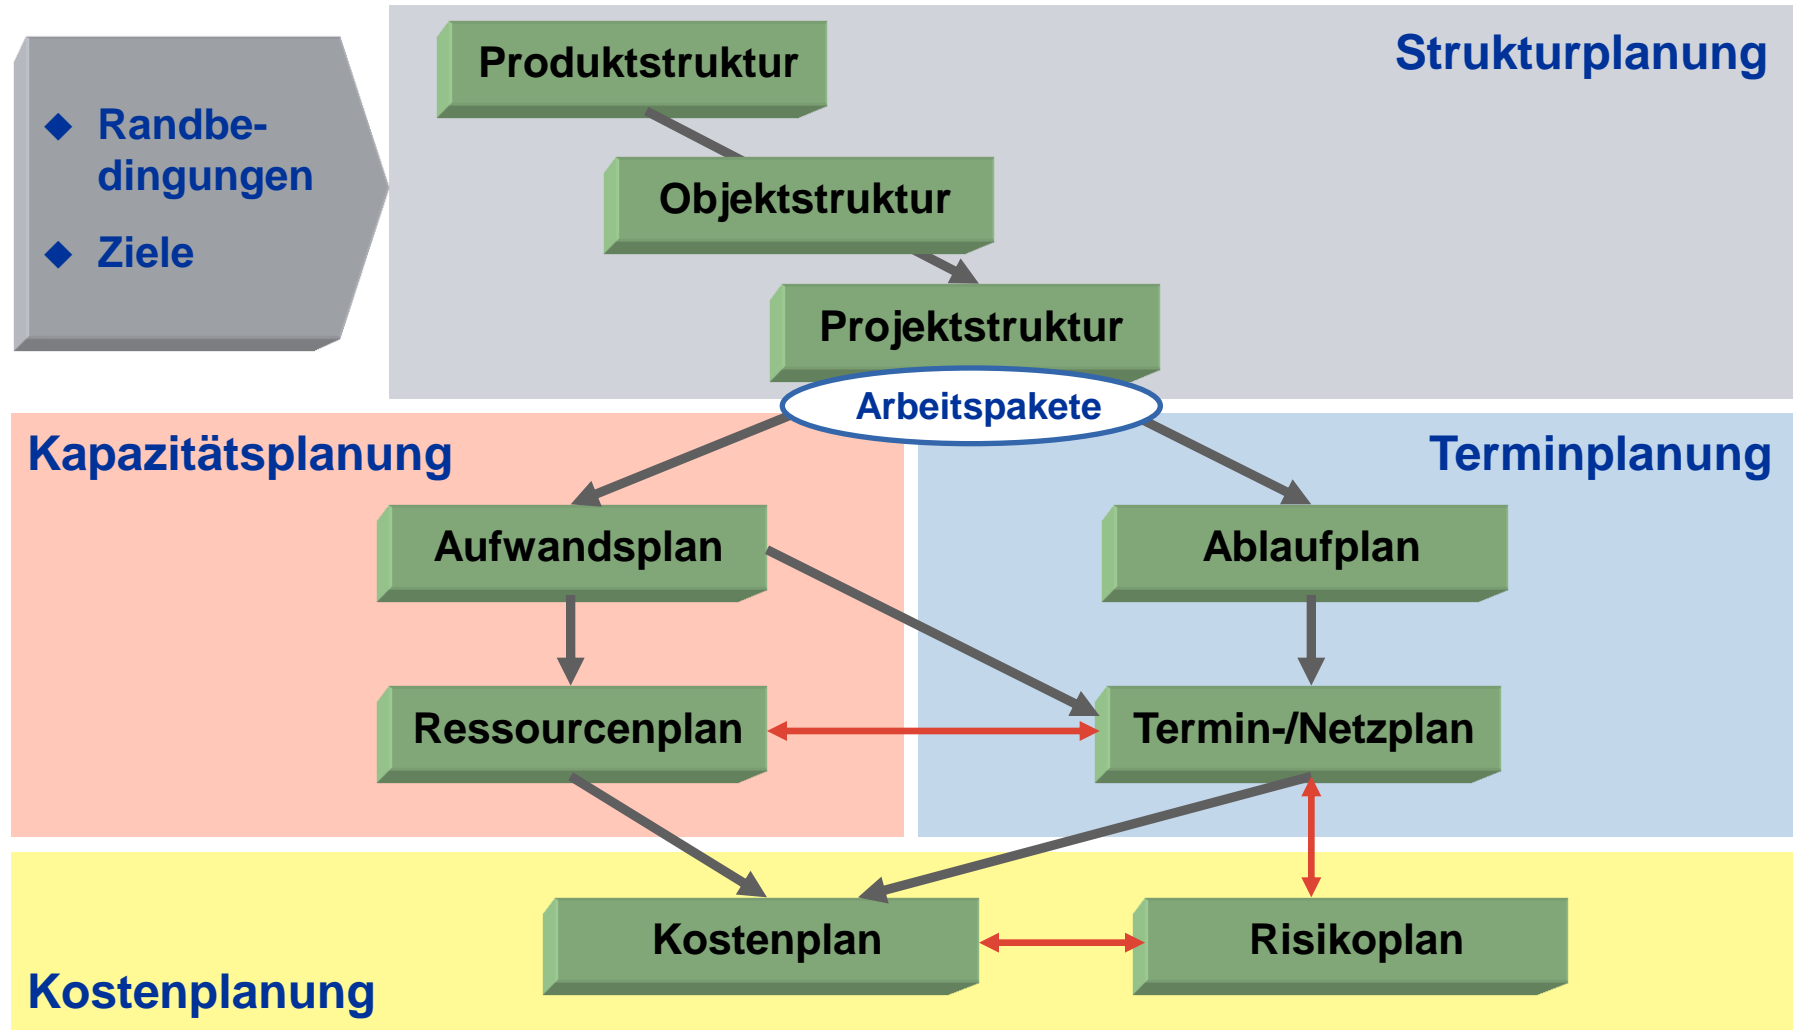 Randbe-
dingungen
Ziele
Strukturplanung
Produktstruktur
Objektstruktur
Projektstruktur
Arbeitspakete
Kapazitätsplanung
Terminplanung
Aufwandsplan
Ablaufplan
Ressourcenplan
Termin-/Netzplan
Kostenplan
Risikoplan
Kostenplanung